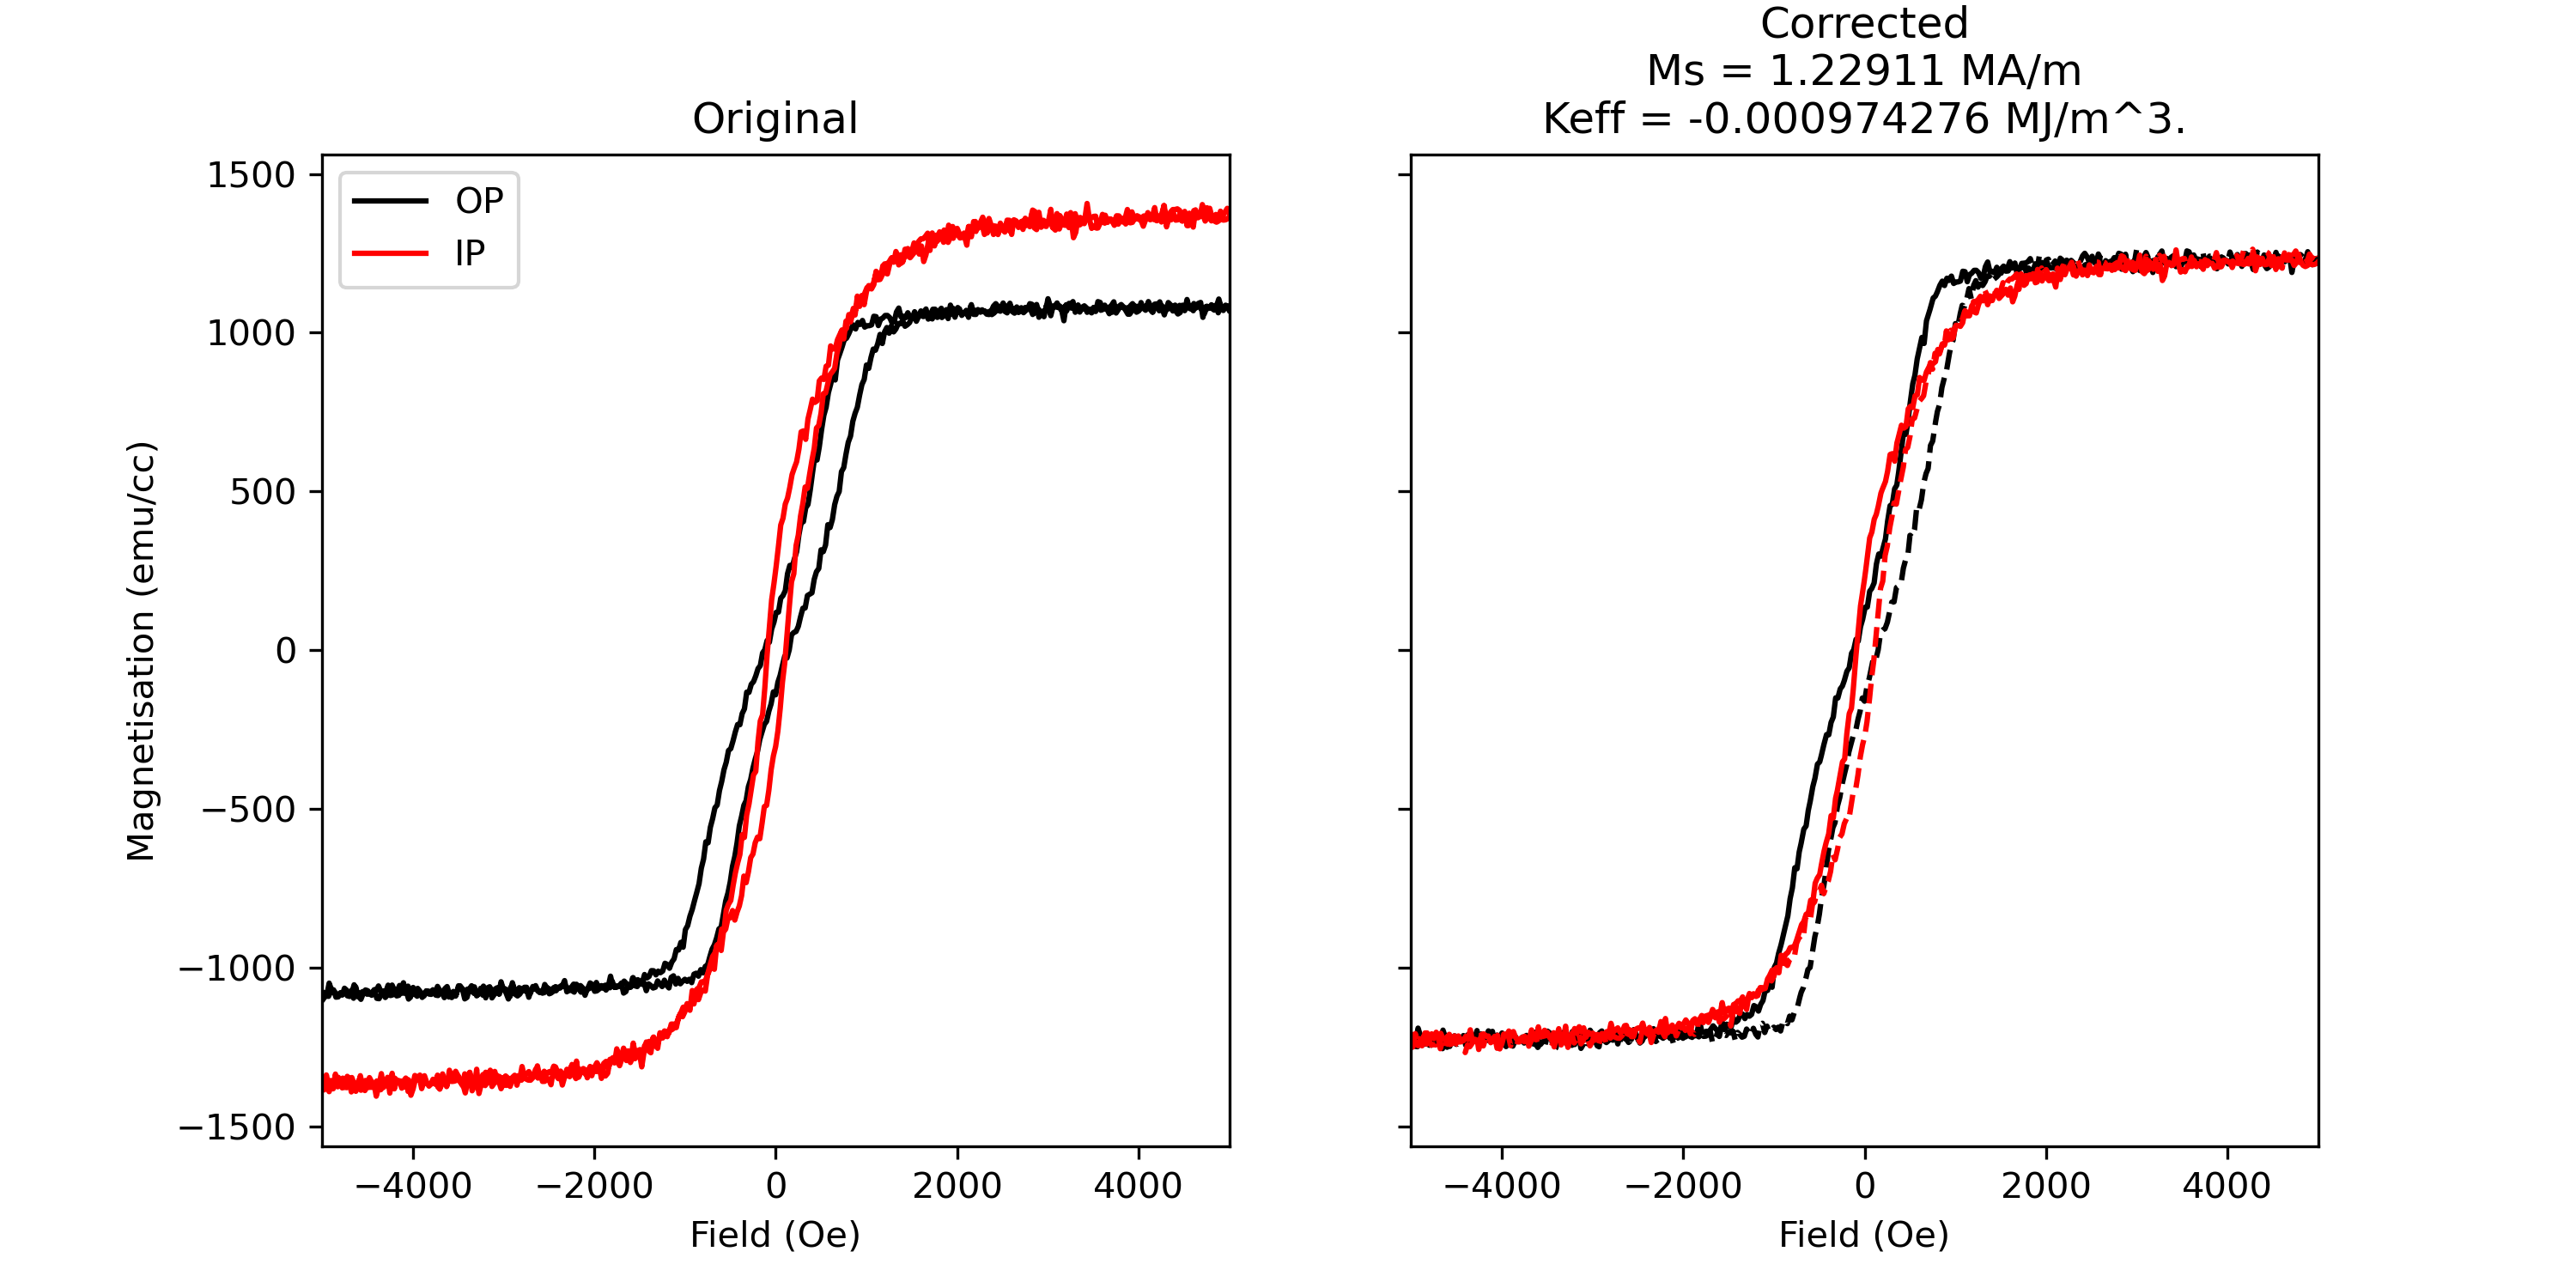 Original
OP
IP
1500
1000
500
0
−500
−1000
−1500
Magnetisation (emu/cc)
−4000 −2000 0 2000 4000
Field (Oe)
Corrected
Ms = 1.22911 MA/m
Keff = -0.000974276 MJ/m^3.
−4000 −2000 0 2000 4000
Field (Oe)